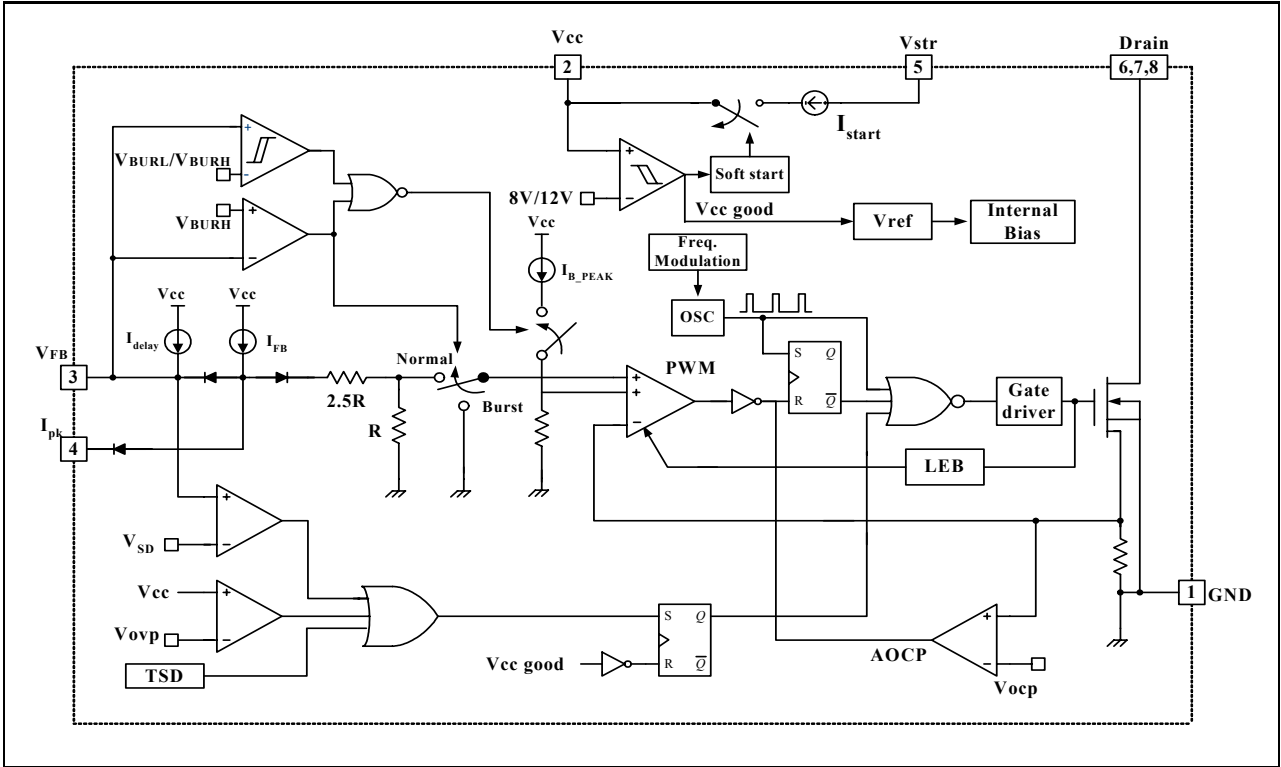 Vcc
Vstr
Drain
2
5
6,7,8
I start
+
VBURL/VBURH
-
+
Soft start
8V/12V
-
Vcc good
Vref
Internal
Bias
VBURH
+
-
Vcc
IB_PEAK
Freq.
Modulation
OSC
Vcc
Vcc
Idelay
IFB
VFB
3
Normal
Burst
2.5R
R
PWM
+
+
-
S
Q
R
Q̅
Gate
driver
Ipk
4
LEB
+
VSD
-
Vcc
+
Vovp
-
TSD
S
Q
R
Q̅
Vcc good
AOCP
+
-
Vocp
1
GND